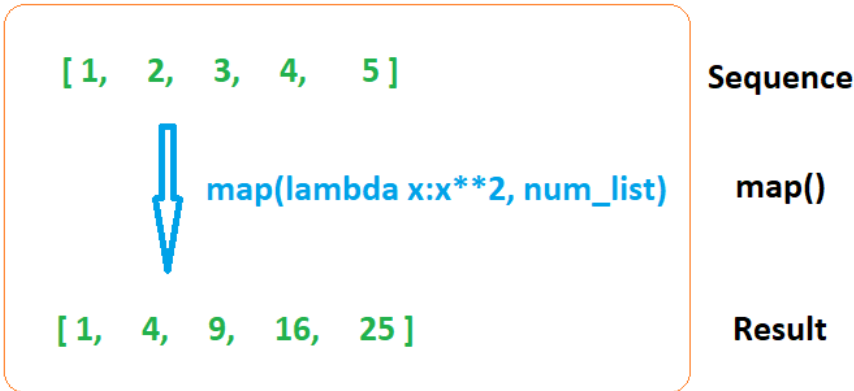 [ 1, 2, 3, 4, 5 ] Sequence
map(lambda x:x**2, num_list) map()
[ 1, 4, 9, 16, 25 ] Result